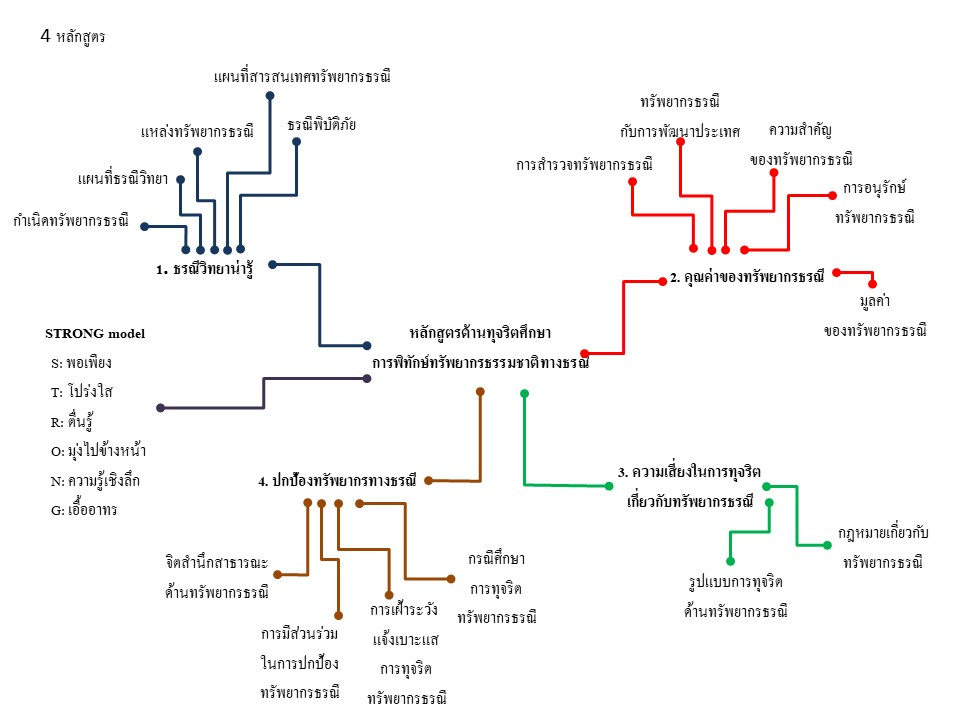 4 หลักสูตร
แผนที่สารสนเทศทรัพยากรธรณี
แหล่งทรัพยากรธรณี
ธรณีพิบัติภัย
แผนที่ธรณีวิทยา
กำเนิดทรัพยากรธรณี
1. ธรณีวิทยาน่ารู้
ทรัพยากรธรณี
กับการพัฒนาประเทศ
ความสำคัญ
ของทรัพยากรธรณี
การสำรวจทรัพยากรธรณี
การอนุรักษ์
ทรัพยากรธรณี
2. คุณค่าของทรัพยากรธรณี
มูลค่า
ของทรัพยากรธรณี
หลักสูตรด้านทุจริตศึกษา
การพิทักษ์ทรัพยากรธรรมชาติทางธรณี
STRONG model
S: พอเพียง
T: โปร่งใส
R: ตื่นรู้
O: มุ่งไปข้างหน้า
N: ความรู้เชิงลึก
G: เอื้ออาทร
3. ความเสี่ยงในการทุจริต
เกี่ยวกับทรัพยากรธรณี
กฎหมายเกี่ยวกับ
ทรัพยากรธรณี
รูปแบบการทุจริต
ด้านทรัพยากรธรณี
4. ปกป้องทรัพยากรทางธรณี
จิตสำนึกสาธารณะ
ด้านทรัพยากรธรณี
การมีส่วนร่วม
ในการปกป้อง
ทรัพยากรธรณี
การเฝ้าระวัง
แจ้งเบาะแส
การทุจริต
ทรัพยากรธรณี
กรณีศึกษา
การทุจริต
ทรัพยากรธรณี